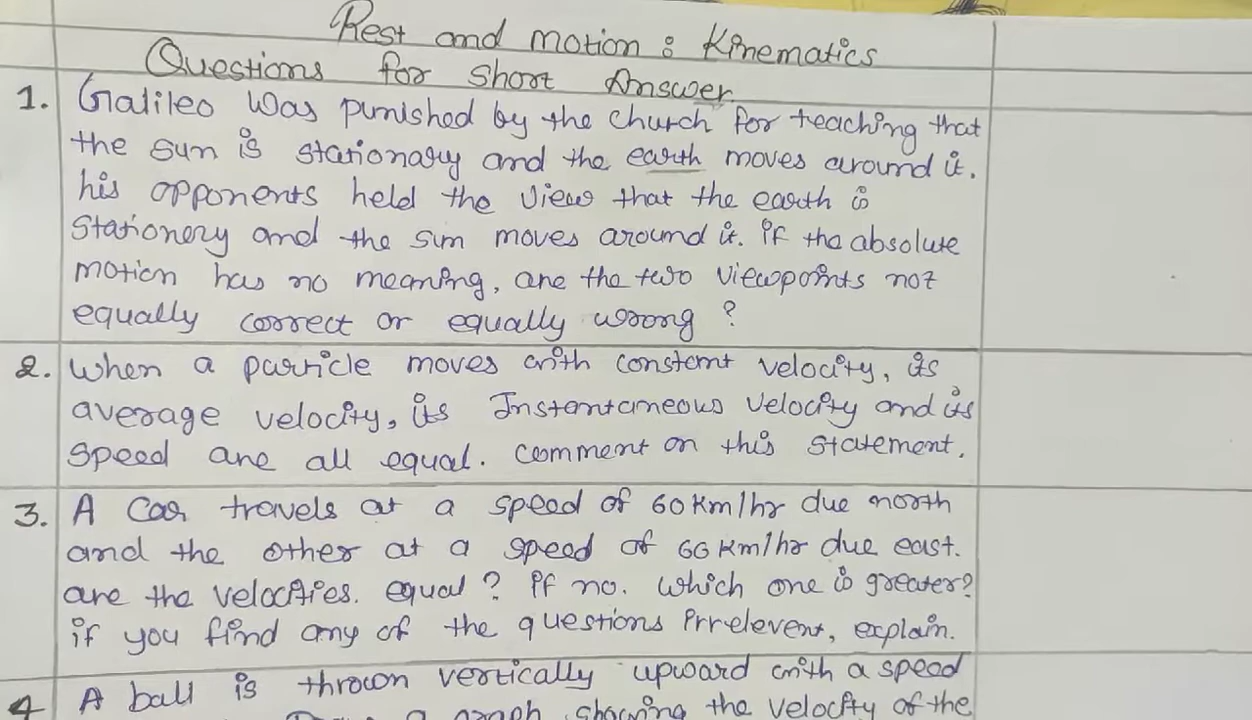 Rest and motion : Kinematics
Questions for short Answer
1. Galileo was punished by the church for teaching that
the sun is stationary and the earth moves around it.
his opponents held the view that the earth is
Stationery and the sun moves around it. if the absolute
motion has no meaning, are the two viewpoints not
equally correct or equally wrong ?
2. When a particle moves with constant velocity, its
average velocity, its Instantaneous velocity and its
speed are all equal. comment on this statement.
3. A Car travels at a speed of 60 km/hr due north
and the other at a speed of 60 km/hr due east.
are the velocities. equal ? if no. which one is greater?
if you find any of the questions irrelevent, explain.
4 A ball is thrown vertically upward with a speed
a graph showing the velocity of the